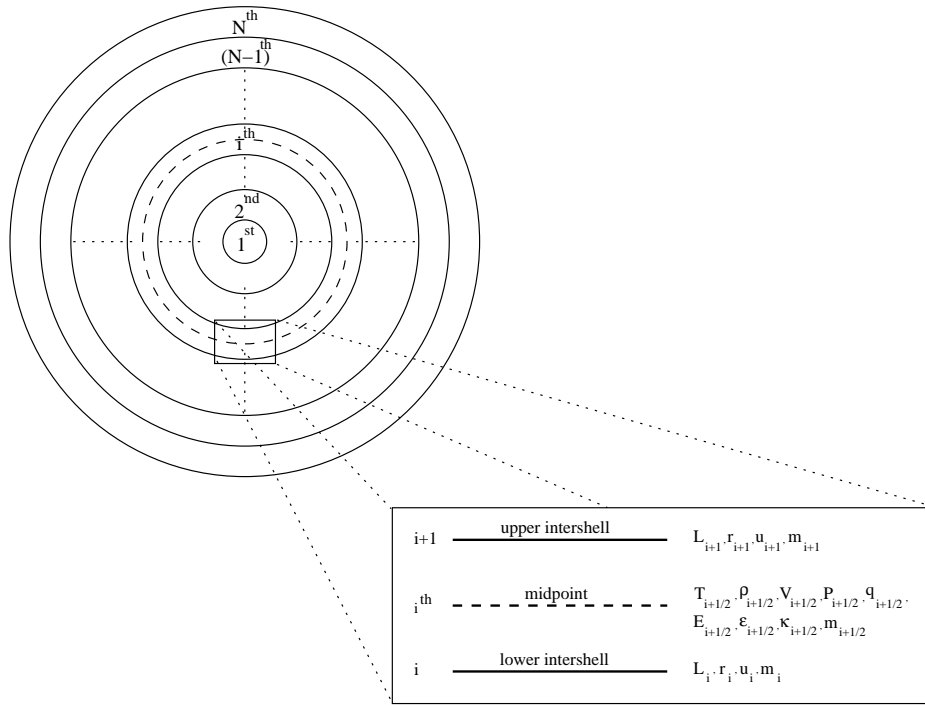 N^th
(N−1)^th
i^th
2^nd
1^st
i+1 upper intershell L_{i+1}, r_{i+1}, u_{i+1}, m_{i+1}
i^th midpoint T_{i+1/2}, ρ_{i+1/2}, V_{i+1/2}, P_{i+1/2}, q_{i+1/2},
E_{i+1/2}, ε_{i+1/2}, κ_{i+1/2}, m_{i+1/2}
i lower intershell L_i, r_i, u_i, m_i